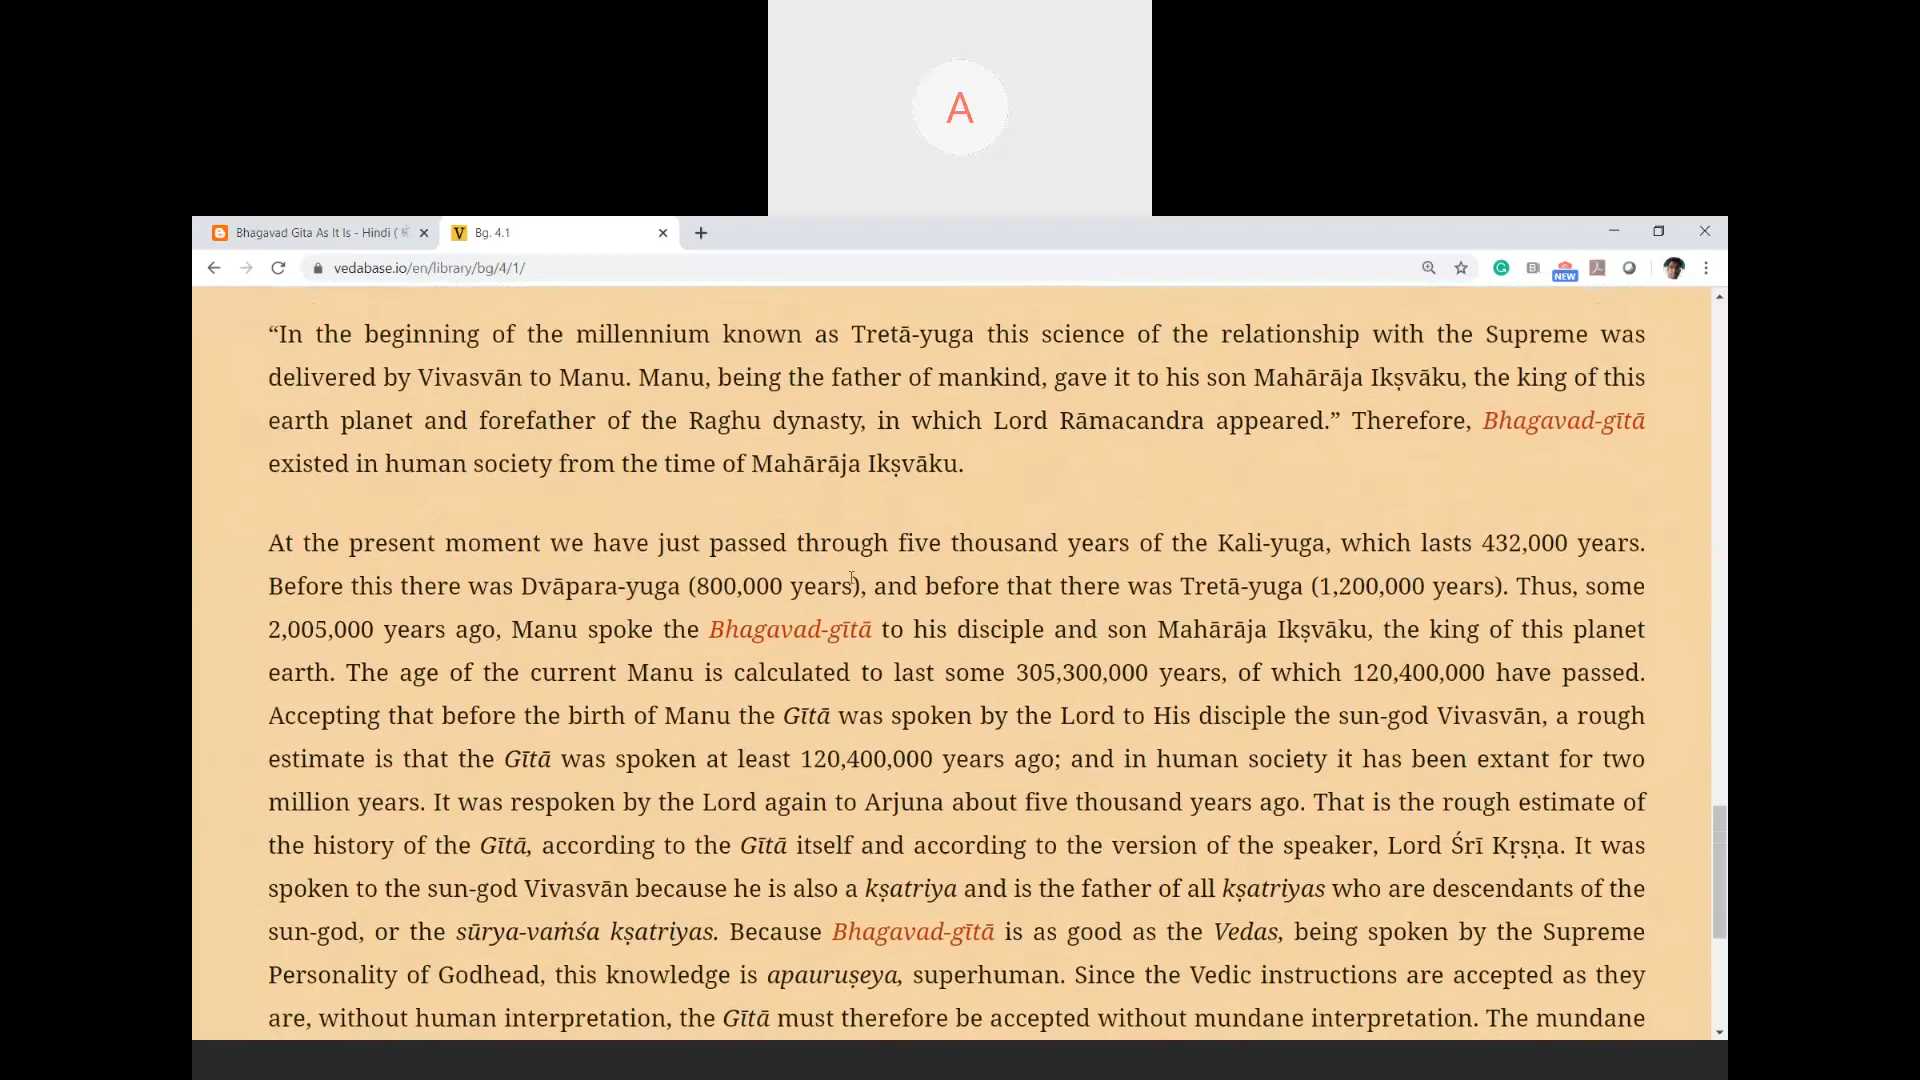 A
Bhagavad Gita As It Is - Hindi (
Bg. 4.1
vedabase.io/en/library/bg/4/1/
NEW
“In the beginning of the millennium known as Tretā-yuga this science of the relationship with the Supreme was
delivered by Vivasvān to Manu. Manu, being the father of mankind, gave it to his son Mahārāja Ikṣvāku, the king of this
earth planet and forefather of the Raghu dynasty, in which Lord Rāmacandra appeared.” Therefore, Bhagavad-gītā
existed in human society from the time of Mahārāja Ikṣvāku.
At the present moment we have just passed through five thousand years of the Kali-yuga, which lasts 432,000 years.
Before this there was Dvāpara-yuga (800,000 years), and before that there was Tretā-yuga (1,200,000 years). Thus, some
2,005,000 years ago, Manu spoke the Bhagavad-gītā to his disciple and son Mahārāja Ikṣvāku, the king of this planet
earth. The age of the current Manu is calculated to last some 305,300,000 years, of which 120,400,000 have passed.
Accepting that before the birth of Manu the Gītā was spoken by the Lord to His disciple the sun-god Vivasvān, a rough
estimate is that the Gītā was spoken at least 120,400,000 years ago; and in human society it has been extant for two
million years. It was respoken by the Lord again to Arjuna about five thousand years ago. That is the rough estimate of
the history of the Gītā, according to the Gītā itself and according to the version of the speaker, Lord Śrī Kṛṣṇa. It was
spoken to the sun-god Vivasvān because he is also a kṣatriya and is the father of all kṣatriyas who are descendants of the
sun-god, or the sūrya-vaṁśa kṣatriyas. Because Bhagavad-gītā is as good as the Vedas, being spoken by the Supreme
Personality of Godhead, this knowledge is apauruṣeya, superhuman. Since the Vedic instructions are accepted as they
are, without human interpretation, the Gītā must therefore be accepted without mundane interpretation. The mundane